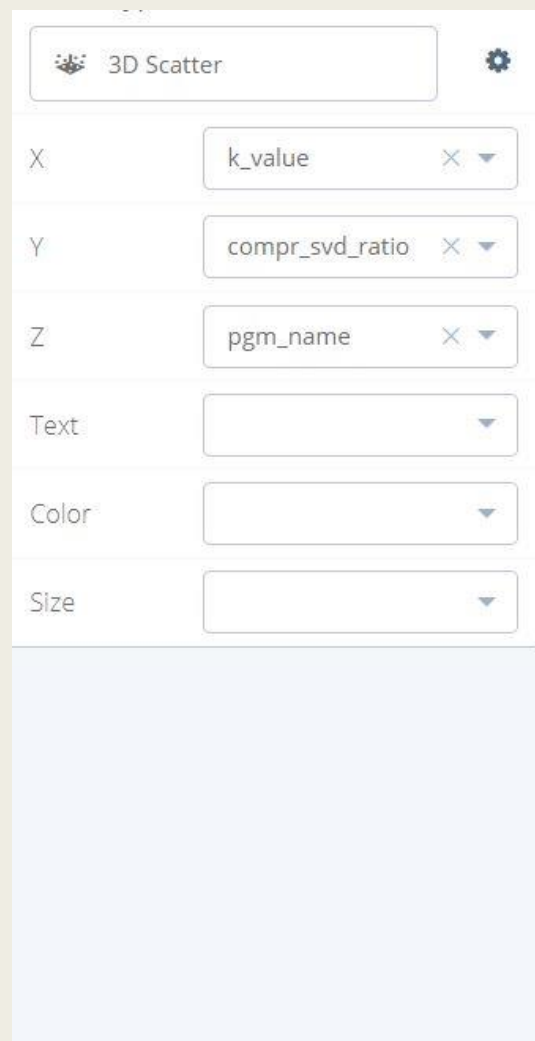 3D Scatter
X k_value
Y compr_svd_ratio
Z pgm_name
Text
Color
Size